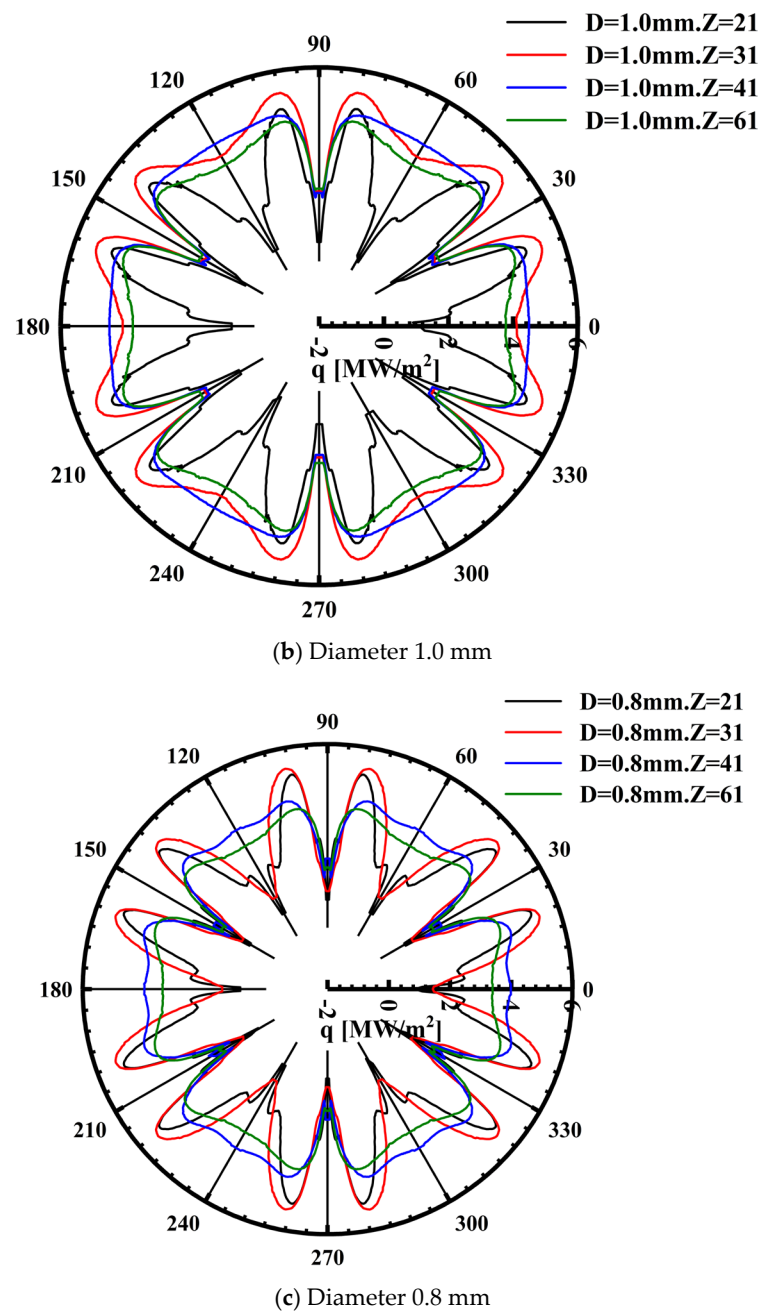 D=1.0mm.Z=21
D=1.0mm.Z=31
D=1.0mm.Z=41
D=1.0mm.Z=61
90
120 60
150 30
180 0
-2 0 2 4 6
q [MW/m²]
210 330
240 300
270
(b) Diameter 1.0 mm
D=0.8mm.Z=21
D=0.8mm.Z=31
D=0.8mm.Z=41
D=0.8mm.Z=61
90
120 60
150 30
180 0
-2 0 2 4 6
q [MW/m²]
210 330
240 300
270
(c) Diameter 0.8 mm